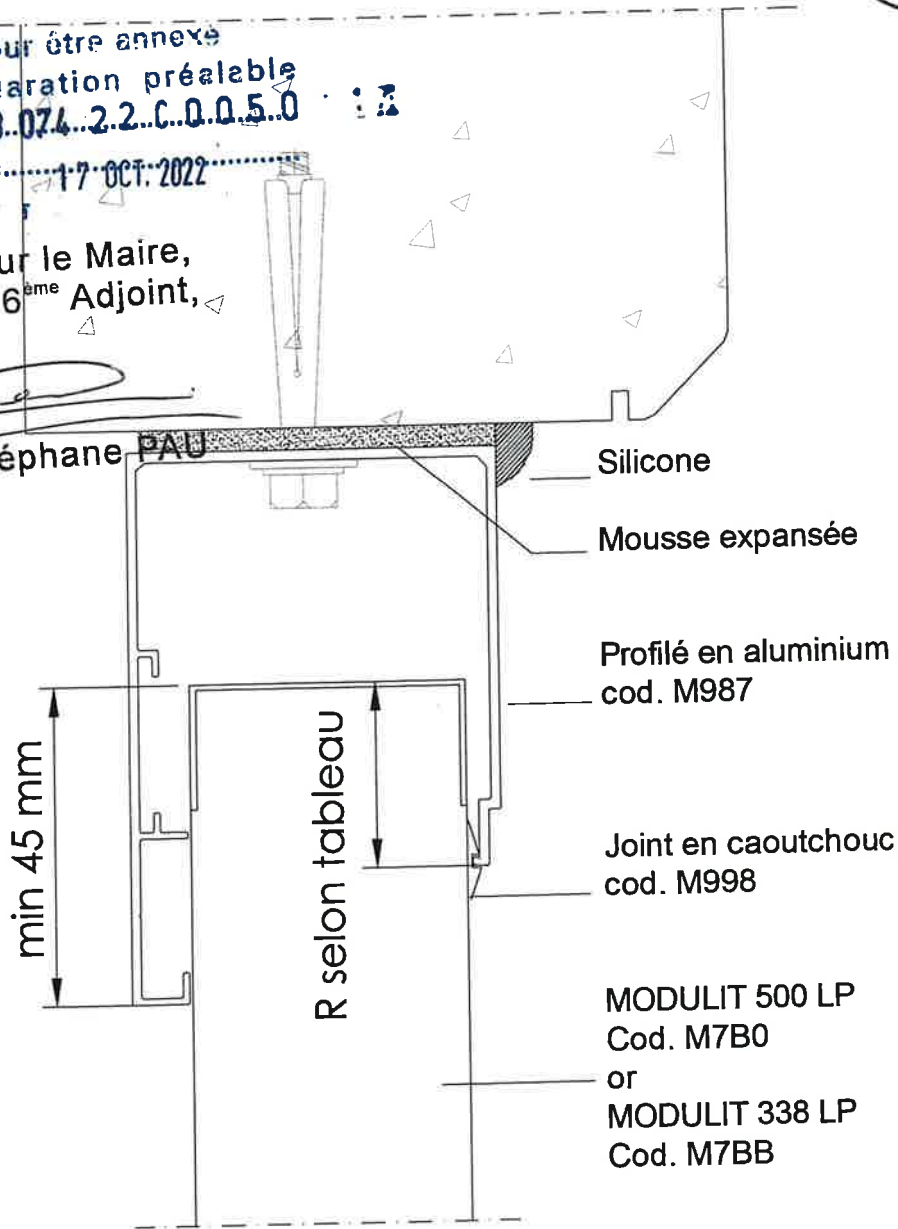 ur être annexé
aration préalable
074 22 C 0050
17 OCT. 2022
ur le Maire,
6ème Adjoint,
éphane PAU
Silicone
Mousse expansée
Profilé en aluminium
cod. M987
min 45 mm
R selon tableau
Joint en caoutchouc
cod. M998
MODULIT 500 LP
Cod. M7B0
or
MODULIT 338 LP
Cod. M7BB